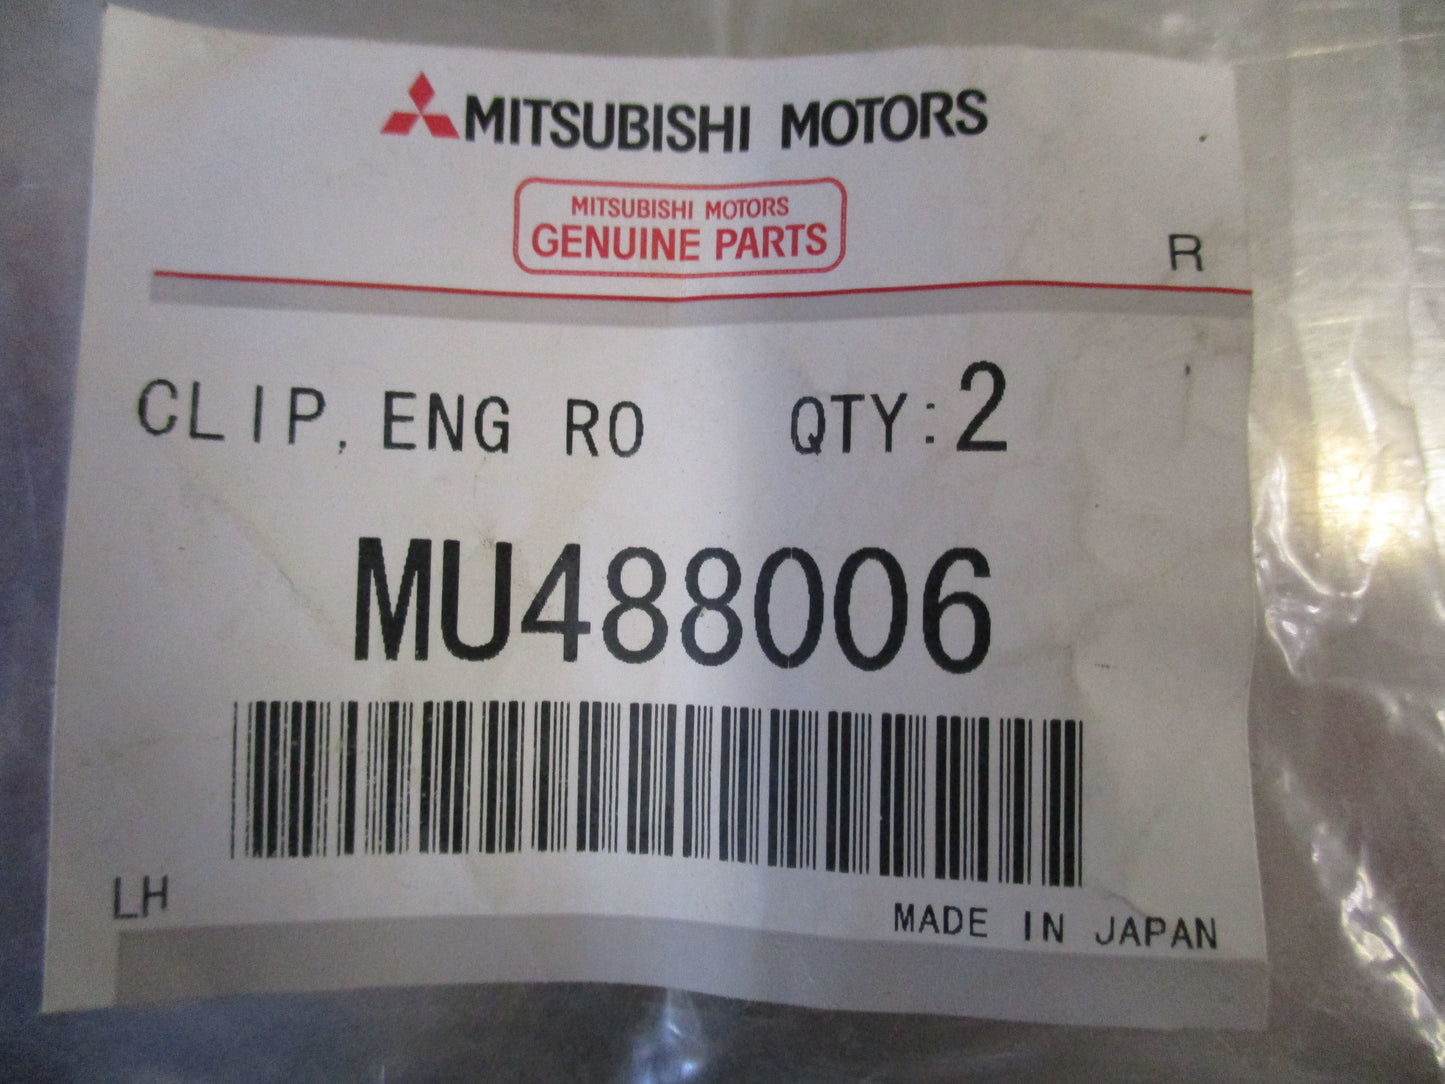 MITSUBISHI MOTORS
MITSUBISHI MOTORS
GENUINE PARTS
R
CLIP, ENG RO QTY:2
MU488006
LH
MADE IN JAPAN